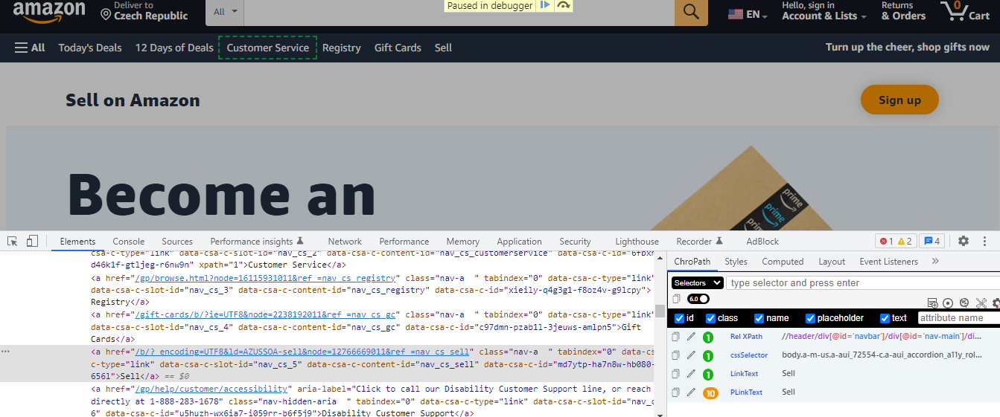 Paused in debugger
amazon
Deliver to
Czech Republic
All
EN
Hello, sign in
Account & Lists
Returns
& Orders
0
Cart
All
Today's Deals
12 Days of Deals
Customer Service
Registry
Gift Cards
Sell
Turn up the cheer, shop gifts now
Sell on Amazon
Sign up
Become an
prime
prime
prime
Elements
Console
Sources
Performance insights
Network
Performance
Memory
Application
Security
Lighthouse
Recorder
AdBlock
1
2
4
csa-c-type="link" data-csa-c-slot-id="nav_cs_2" data-csa-c-content-id="nav_cs_customerservice" data-csa-c-id="6fbxh
d46k1f-gtljeg-r6nw9n" xpath="1">Customer Service</a>
<a href="/gp/browse.html?node=16115931011&ref_=nav_cs_registry" class="nav-a  " tabindex="0" data-csa-c-type="link"
data-csa-c-slot-id="nav_cs_3" data-csa-c-content-id="nav_cs_registry" data-csa-c-id="xieily-q4g3g1-f8oz4v-g9lcpy">
Registry</a>
<a href="/gift-cards/b/?ie=UTF8&node=2238192011&ref_=nav_cs_gc" class="nav-a  " tabindex="0" data-csa-c-type="link"
data-csa-c-slot-id="nav_cs_4" data-csa-c-content-id="nav_cs_gc" data-csa-c-id="c97dmn-pzab1l-3jeuws-amlpn5">Gift
Cards</a>
<a href="/b/?_encoding=UTF8&ld=AZUSSOA-sell&node=12766669011&ref_=nav_cs_sell" class="nav-a  " tabindex="0" data-cs
c-type="link" data-csa-c-slot-id="nav_cs_5" data-csa-c-content-id="nav_cs_sell" data-csa-c-id="md7ytp-ha7n8w-hb080-
656l">Sell</a> == $0
<a href="/gp/help/customer/accessibility" aria-label="Click to call our Disability Customer Support line, or reach
directly at 1-888-283-1678" class="nav-hidden-aria  " tabindex="0" data-csa-c-type="link" data-csa-c-slot-id="nav_c
6" data-csa-c-id="u5huzh-wx6ia7-i059rr-b6f5j9">Disability Customer Support</a>
ChroPath
Styles
Computed
Layout
Event Listeners
Selectors
type selector and press enter
6.0
id
class
name
placeholder
text
attribute name
1
Rel XPath
//header/div[@id='navbar']/div[@id='nav-main']/di...
1
cssSelector
body.a-m-us.a-aui_72554-c.a-aui_accordion_a11y_rol...
1
LinkText
Sell
10
PLinkText
Sell